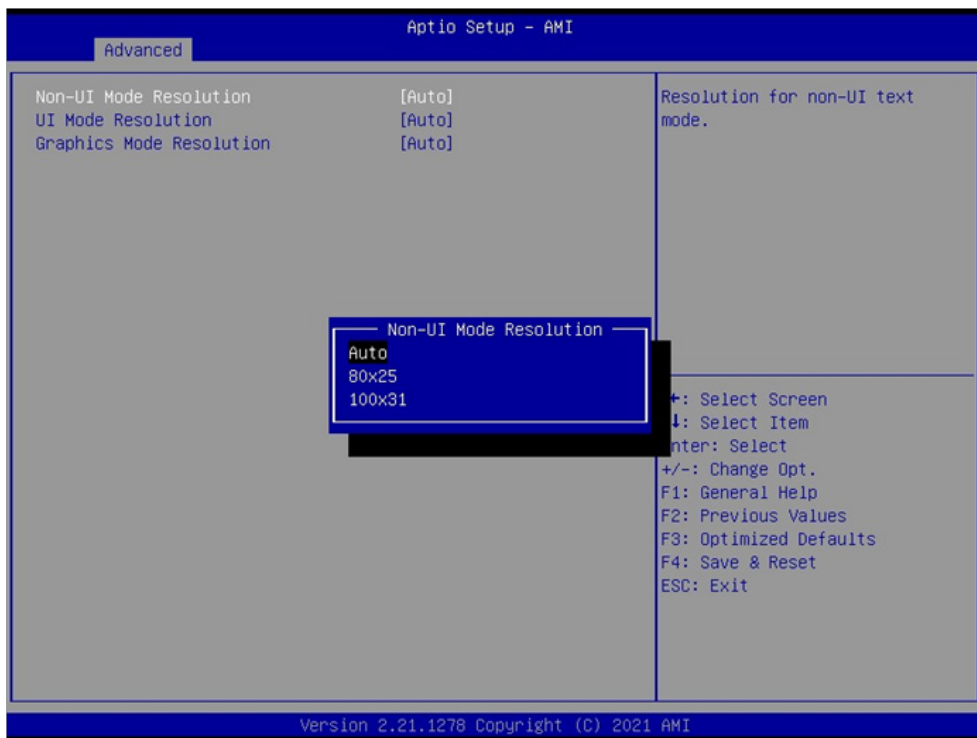 Aptio Setup – AMI
Advanced
Non-UI Mode Resolution [Auto]
UI Mode Resolution [Auto]
Graphics Mode Resolution [Auto]
Resolution for non-UI text
mode.
Non-UI Mode Resolution
Auto
80x25
100x31
: Select Screen
: Select Item
nter: Select
+/-: Change Opt.
F1: General Help
F2: Previous Values
F3: Optimized Defaults
F4: Save & Reset
ESC: Exit
Version 2.21.1278 Copyright (C) 2021 AMI